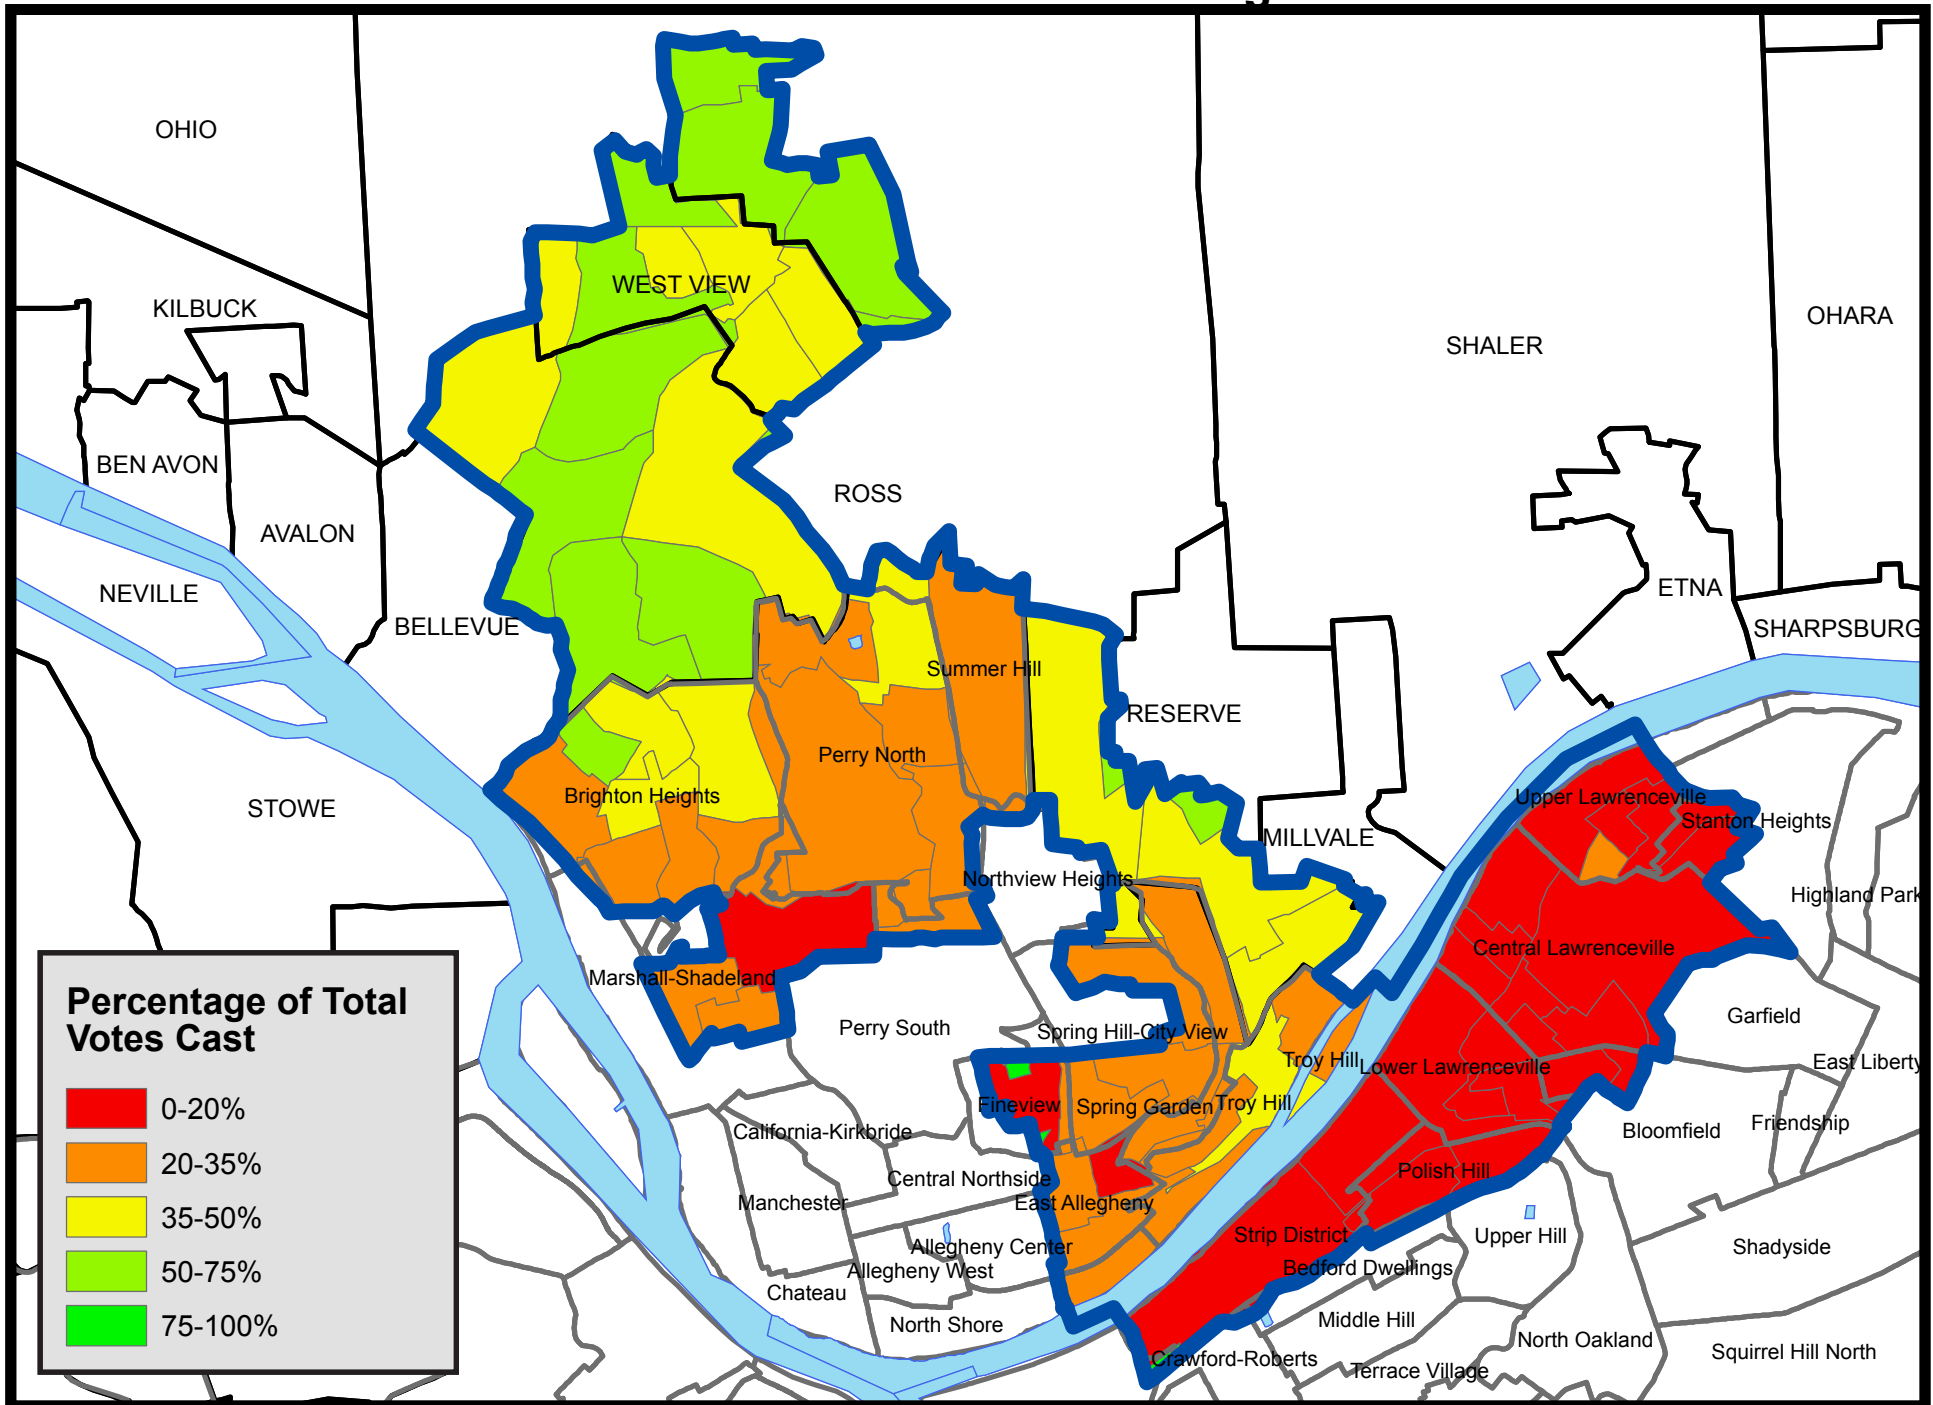 OHIO
KILBUCK
WEST VIEW
OHARA
SHALER
BEN AVON
ROSS
AVALON
NEVILLE
ETNA
BELLEVUE
SHARPSBURG
Summer Hill
RESERVE
Perry North
Brighton Heights
STOWE
Upper Lawrenceville
Stanton Heights
MILLVALE
Northview Heights
Highland Park
Central Lawrenceville
Marshall-Shadeland
Perry South
Spring Hill-City View
Garfield
Troy Hill
Lower Lawrenceville
East Liberty
Fineview
Spring Garden
Troy Hill
California-Kirkbride
Bloomfield
Friendship
Central Northside
Polish Hill
Manchester
East Allegheny
Strip District
Upper Hill
Allegheny Center
Shadyside
Allegheny West
Bedford Dwellings
Chateau
North Shore
Middle Hill
North Oakland
Crawford-Roberts
Squirrel Hill North
Terrace Village
Percentage of Total
Votes Cast
0-20%
20-35%
35-50%
50-75%
75-100%